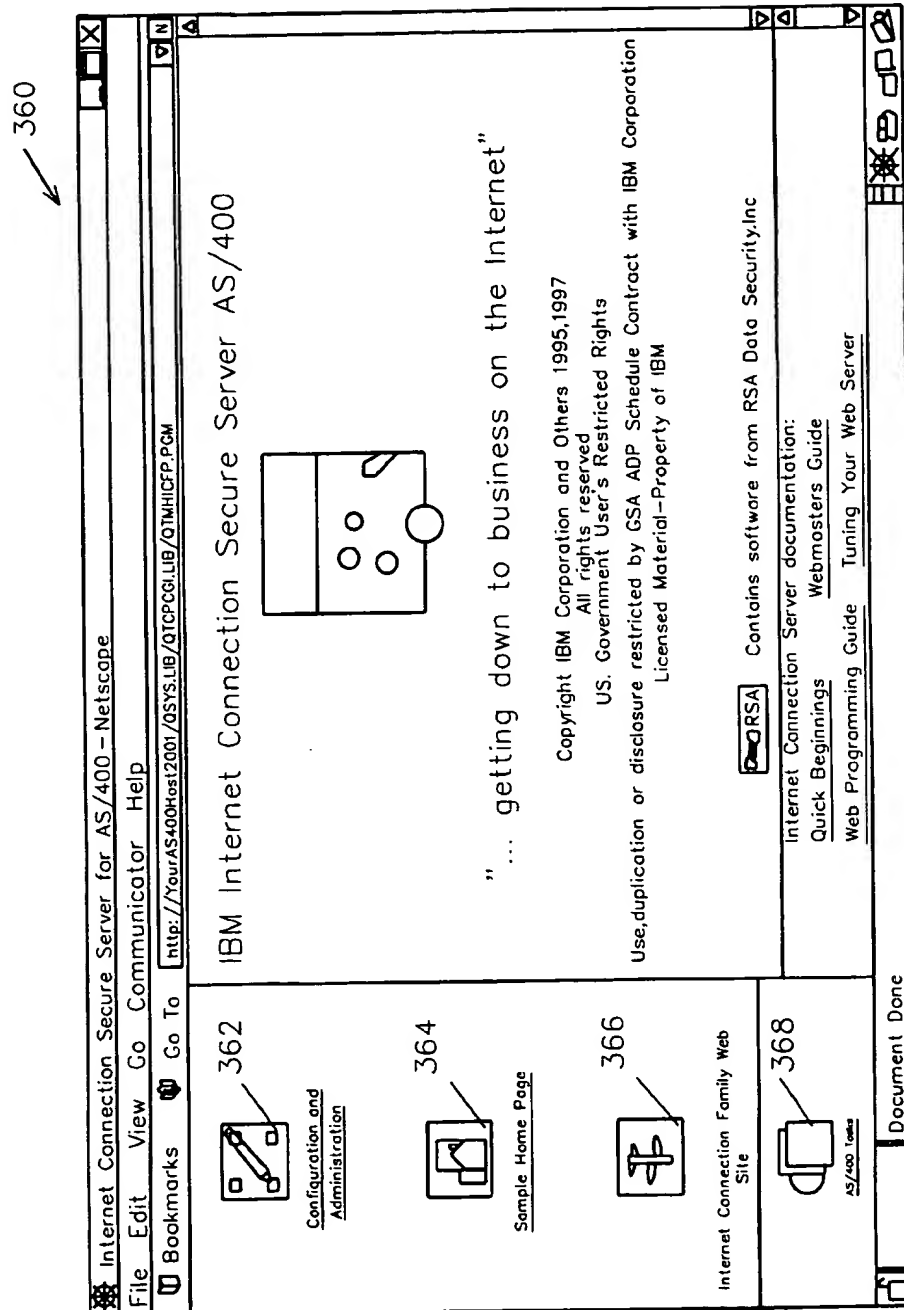 360
Internet Connection Secure Server for AS/400 – Netscape
File Edit View Go Communicator Help
Bookmarks Go To http://YourAS400Host2001/QSYS.LIB/QTCPCGI.LIB/QTMHICFP.PGM N
362
Configuration and
Administration
364
Sample Home Page
366
Internet Connection Family Web
Site
368
AS/400 Tasks
IBM Internet Connection Secure Server AS/400
"... getting down to business on the Internet"
Copyright IBM Corporation and Others 1995,1997
All rights reserved
US. Government User's Restricted Rights
Use,duplication or disclosure restricted by GSA ADP Schedule Contract with IBM Corporation
Licensed Material-Property of IBM
RSA Contains software from RSA Data Security,Inc
Internet Connection Server documentation:
Quick Beginnings Webmasters Guide
Web Programming Guide Tuning Your Web Server
Document Done